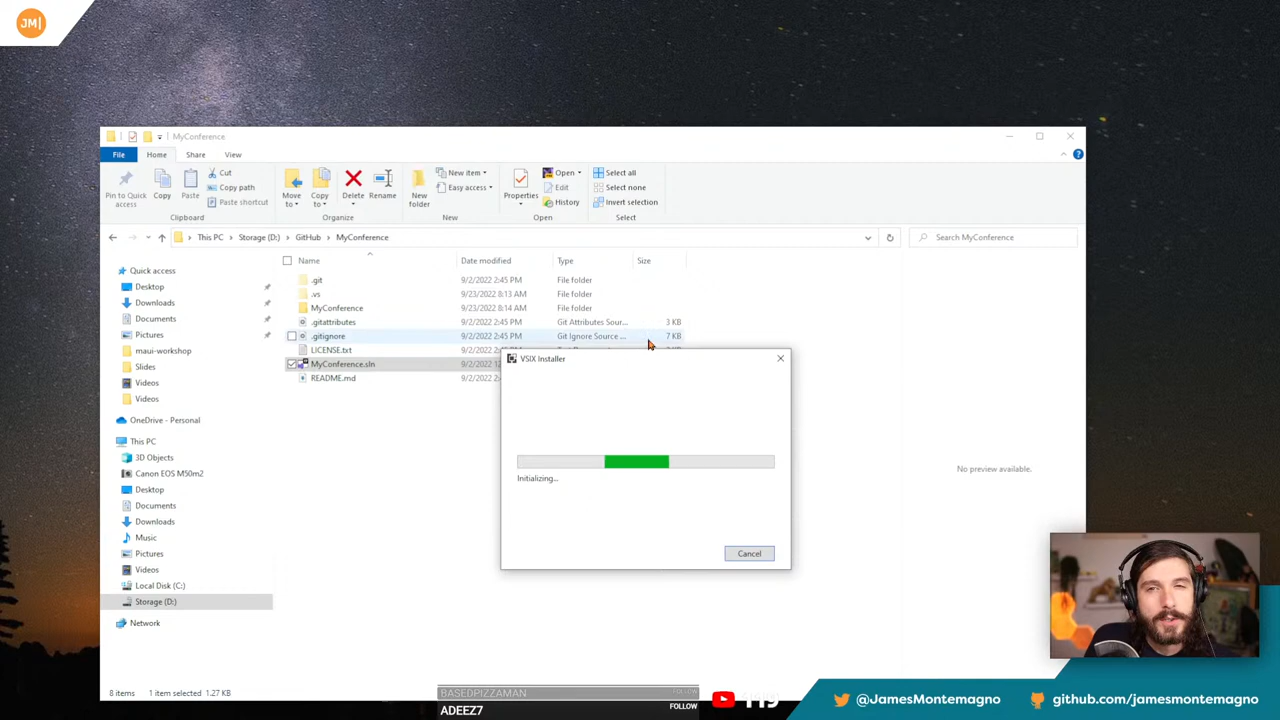 JM|
MyConference
File Home Share View
Pin to Quick access
Copy
Paste
Cut
Copy path
Paste shortcut
Clipboard
Move to
Copy to
Delete
Rename
Organize
New folder
New item
Easy access
New
Properties
Open
Edit
History
Open
Select all
Select none
Invert selection
Select
This PC > Storage (D:) > GitHub > MyConference
Search MyConference
Name Date modified Type Size
.git 9/2/2022 2:45 PM File folder
.vs 9/23/2022 8:13 AM File folder
MyConference 9/23/2022 8:14 AM File folder
.gitattributes 9/2/2022 2:45 PM Git Attributes Sour... 3 KB
.gitignore 9/2/2022 2:45 PM Git Ignore Source ... 7 KB
LICENSE.txt
MyConference.sln 9/2/2022
README.md
Quick access
Desktop
Downloads
Documents
Pictures
maui-workshop
Slides
Videos
Videos
OneDrive - Personal
This PC
3D Objects
Canon EOS M50m2
Desktop
Documents
Downloads
Music
Pictures
Videos
Local Disk (C:)
Storage (D:)
Network
VSIX Installer
Initializing...
Cancel
No preview available.
8 items 1 item selected 1.27 KB
BASEDPIZZAMAN FOLLOW
ADEEZ7 FOLLOW
@JamesMontemagno
github.com/jamesmontemagno